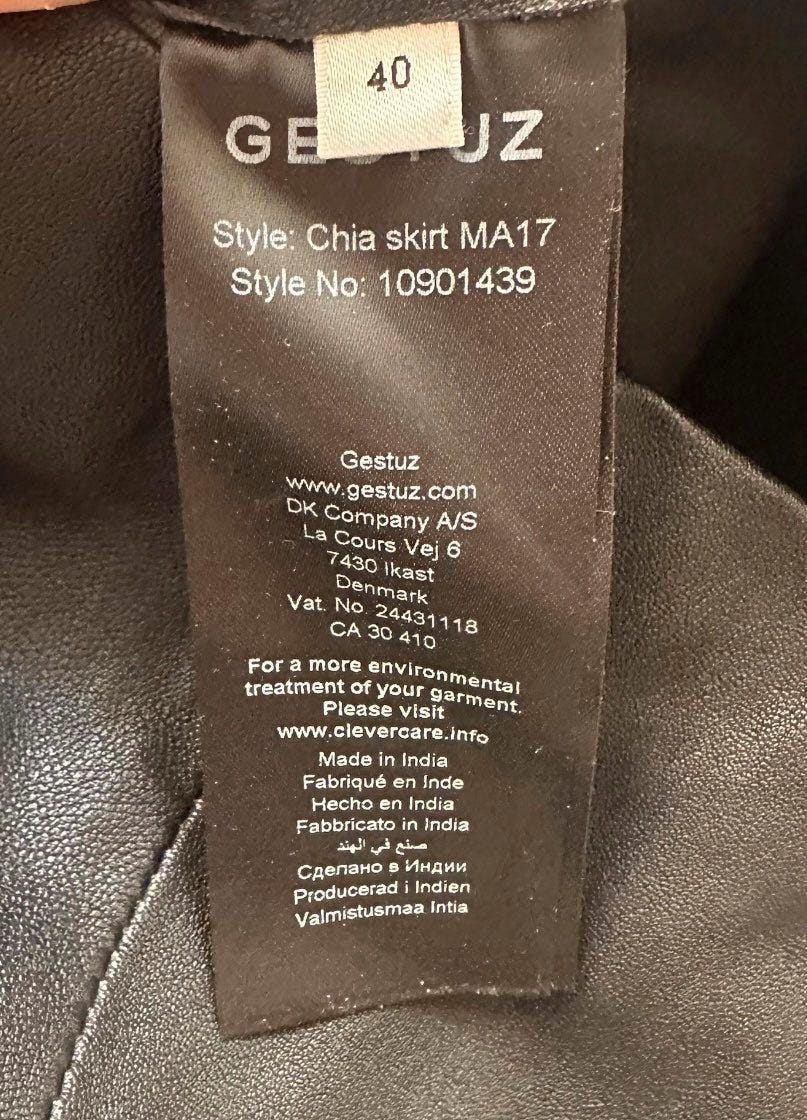 40
GESTUZ
Style: Chia skirt MA17
Style No: 10901439
Gestuz
www.gestuz.com
DK Company A/S
La Cours Vej 6
7430 Ikast
Denmark
Vat. No. 24431118
CA 30 410
For a more environmental
treatment of your garment.
Please visit
www.clevercare.info
Made in India
Fabriqué en Inde
Hecho en India
Fabbricato in India
صنع في الهند
Сделано в Индии
Producerad i Indien
Valmistusmaa Intia